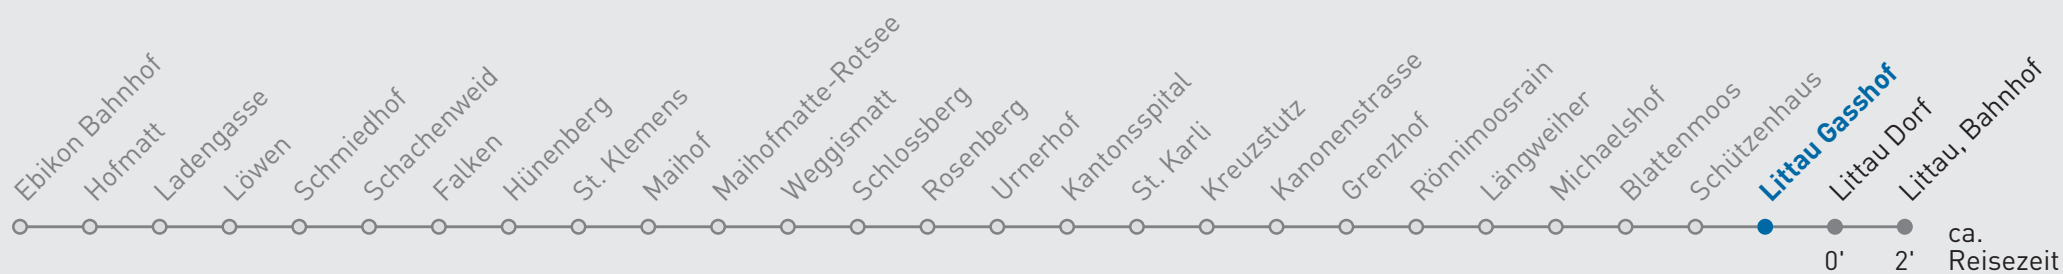 Ebikon Bahnhof
Hofmatt
Ladengasse
Löwen
Schmiedhof
Schachenweid
Falken
Hünenberg
St. Klemens
Maihof
Maihofmatte-Rotsee
Weggismatt
Schlossberg
Rosenberg
Urnerhof
Kantonsspital
St. Karli
Kreuzstutz
Kanonenstrasse
Grenzhof
Rönnimoosrain
Längweiher
Michaelshof
Blattenmoos
Schützenhaus
Littau Gasshof
Littau Dorf
Littau, Bahnhof
ca.
0' 2' Reisezeit